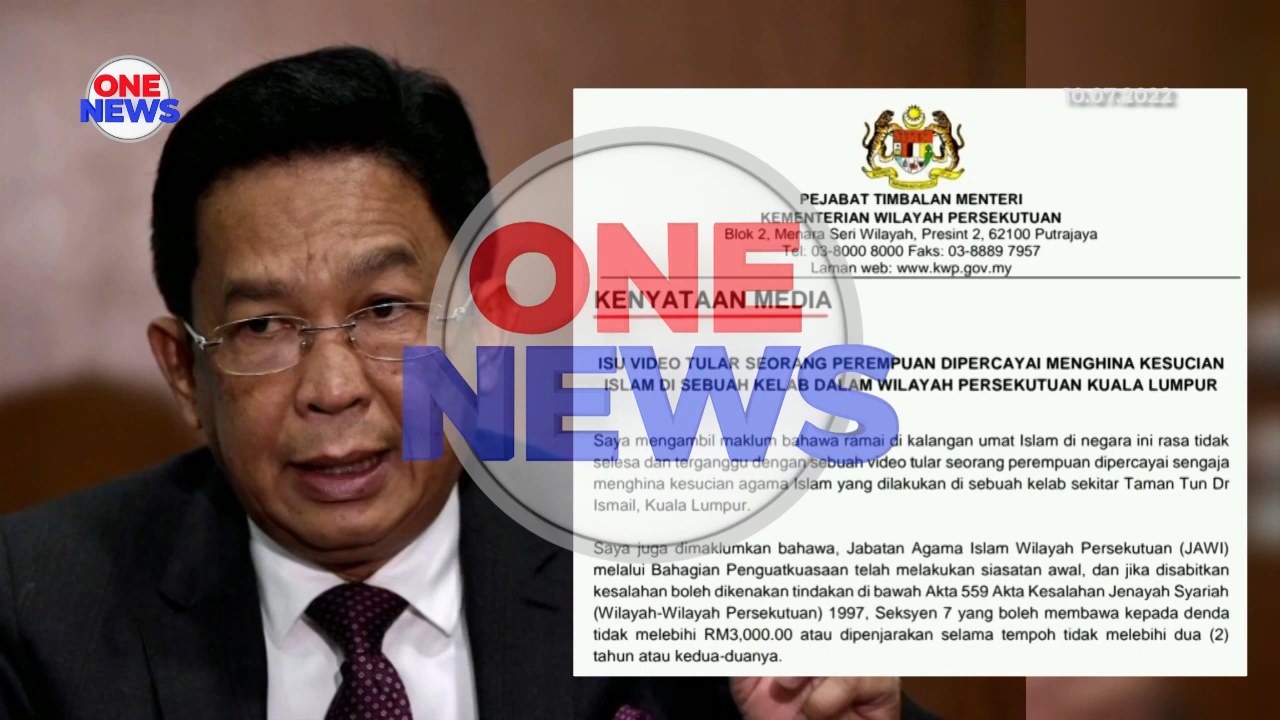 ONE
NEWS
10.07.2022
PEJABAT TIMBALAN MENTERI
KEMENTERIAN WILAYAH PERSEKUTUAN
Blok 2, Menara Seri Wilayah, Presint 2, 62100 Putrajaya
Tel: 03-8000 8000 Faks: 03-8889 7957
Laman web: www.kwp.gov.my
KENYATAAN MEDIA
ISU VIDEO TULAR SEORANG PEREMPUAN DIPERCAYAI MENGHINA KESUCIAN
ISLAM DI SEBUAH KELAB DALAM WILAYAH PERSEKUTUAN KUALA LUMPUR
Saya mengambil maklum bahawa ramai di kalangan umat Islam di negara ini rasa tidak
selesa dan terganggu dengan sebuah video tular seorang perempuan dipercayai sengaja
menghina kesucian agama Islam yang dilakukan di sebuah kelab sekitar Taman Tun Dr
Ismail, Kuala Lumpur.
Saya juga dimaklumkan bahawa, Jabatan Agama Islam Wilayah Persekutuan (JAWI)
melalui Bahagian Penguatkuasaan telah melakukan siasatan awal, dan jika disabitkan
kesalahan boleh dikenakan tindakan di bawah Akta 559 Akta Kesalahan Jenayah Syariah
(Wilayah-Wilayah Persekutuan) 1997, Seksyen 7 yang boleh membawa kepada denda
tidak melebihi RM3,000.00 atau dipenjarakan selama tempoh tidak melebihi dua (2)
tahun atau kedua-duanya.
ONE
NEWS